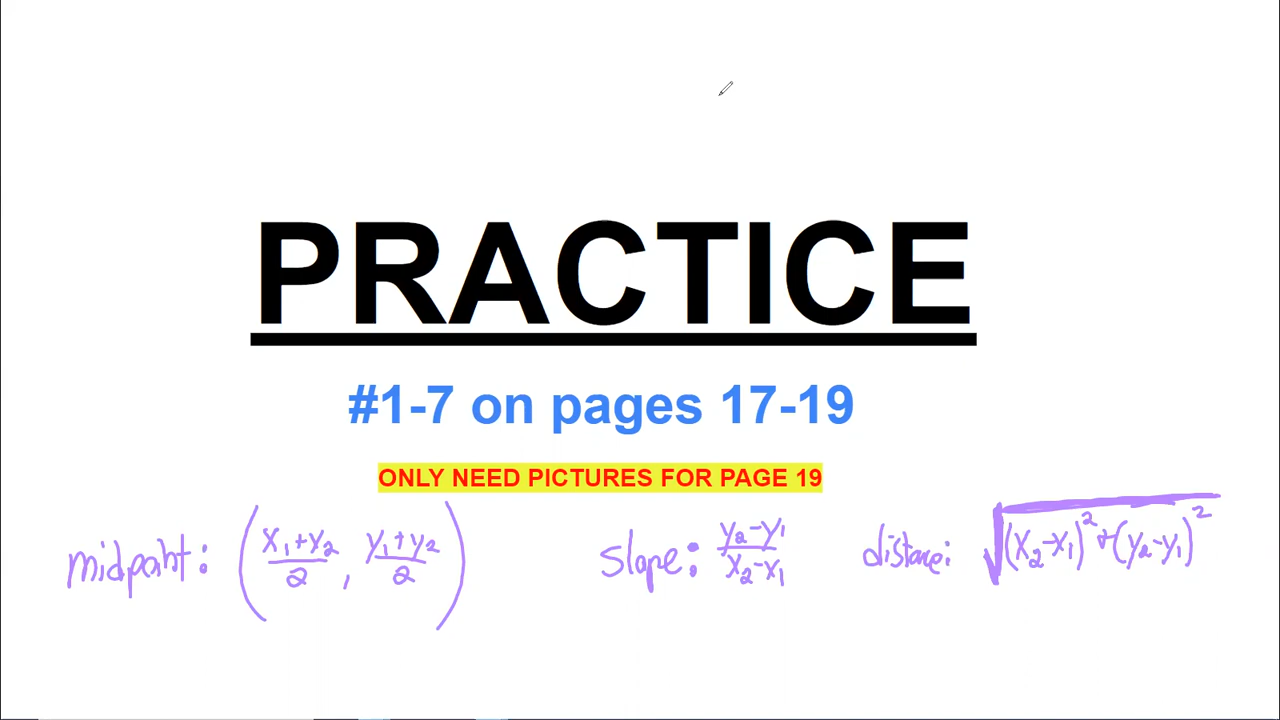 PRACTICE
#1-7 on pages 17-19
ONLY NEED PICTURES FOR PAGE 19
midpoint: (x₁+x₂/2, y₁+y₂/2) slope: y₂-y₁/x₂-x₁ distance: √(x₂-x₁)²+(y₂-y₁)²